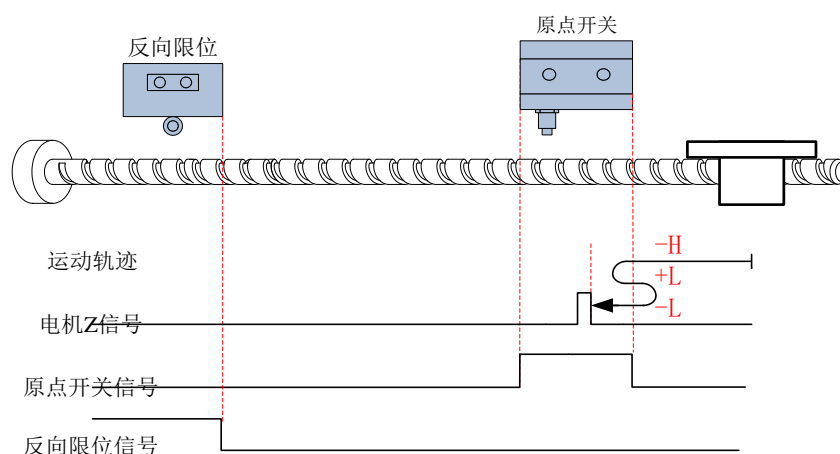 反向限位
原点开关
运动轨迹
-H
+L
-L
电机Z信号
原点开关信号
反向限位信号